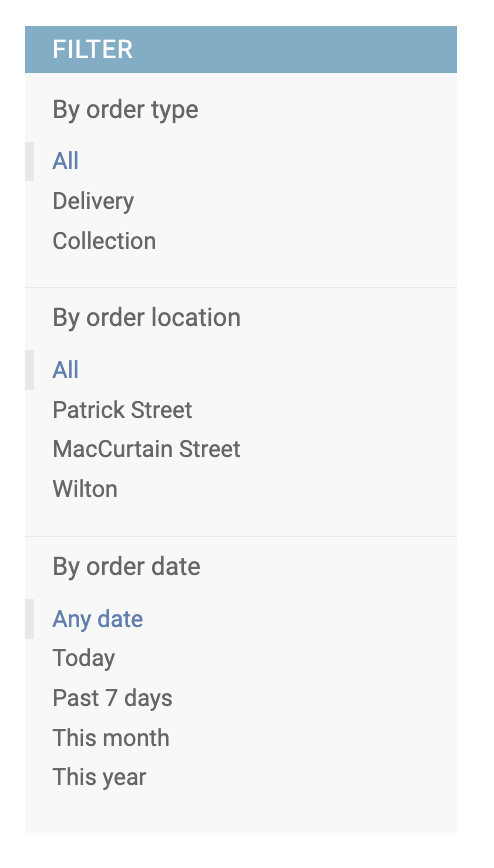 FILTER
By order type
All
Delivery
Collection
By order location
All
Patrick Street
MacCurtain Street
Wilton
By order date
Any date
Today
Past 7 days
This month
This year